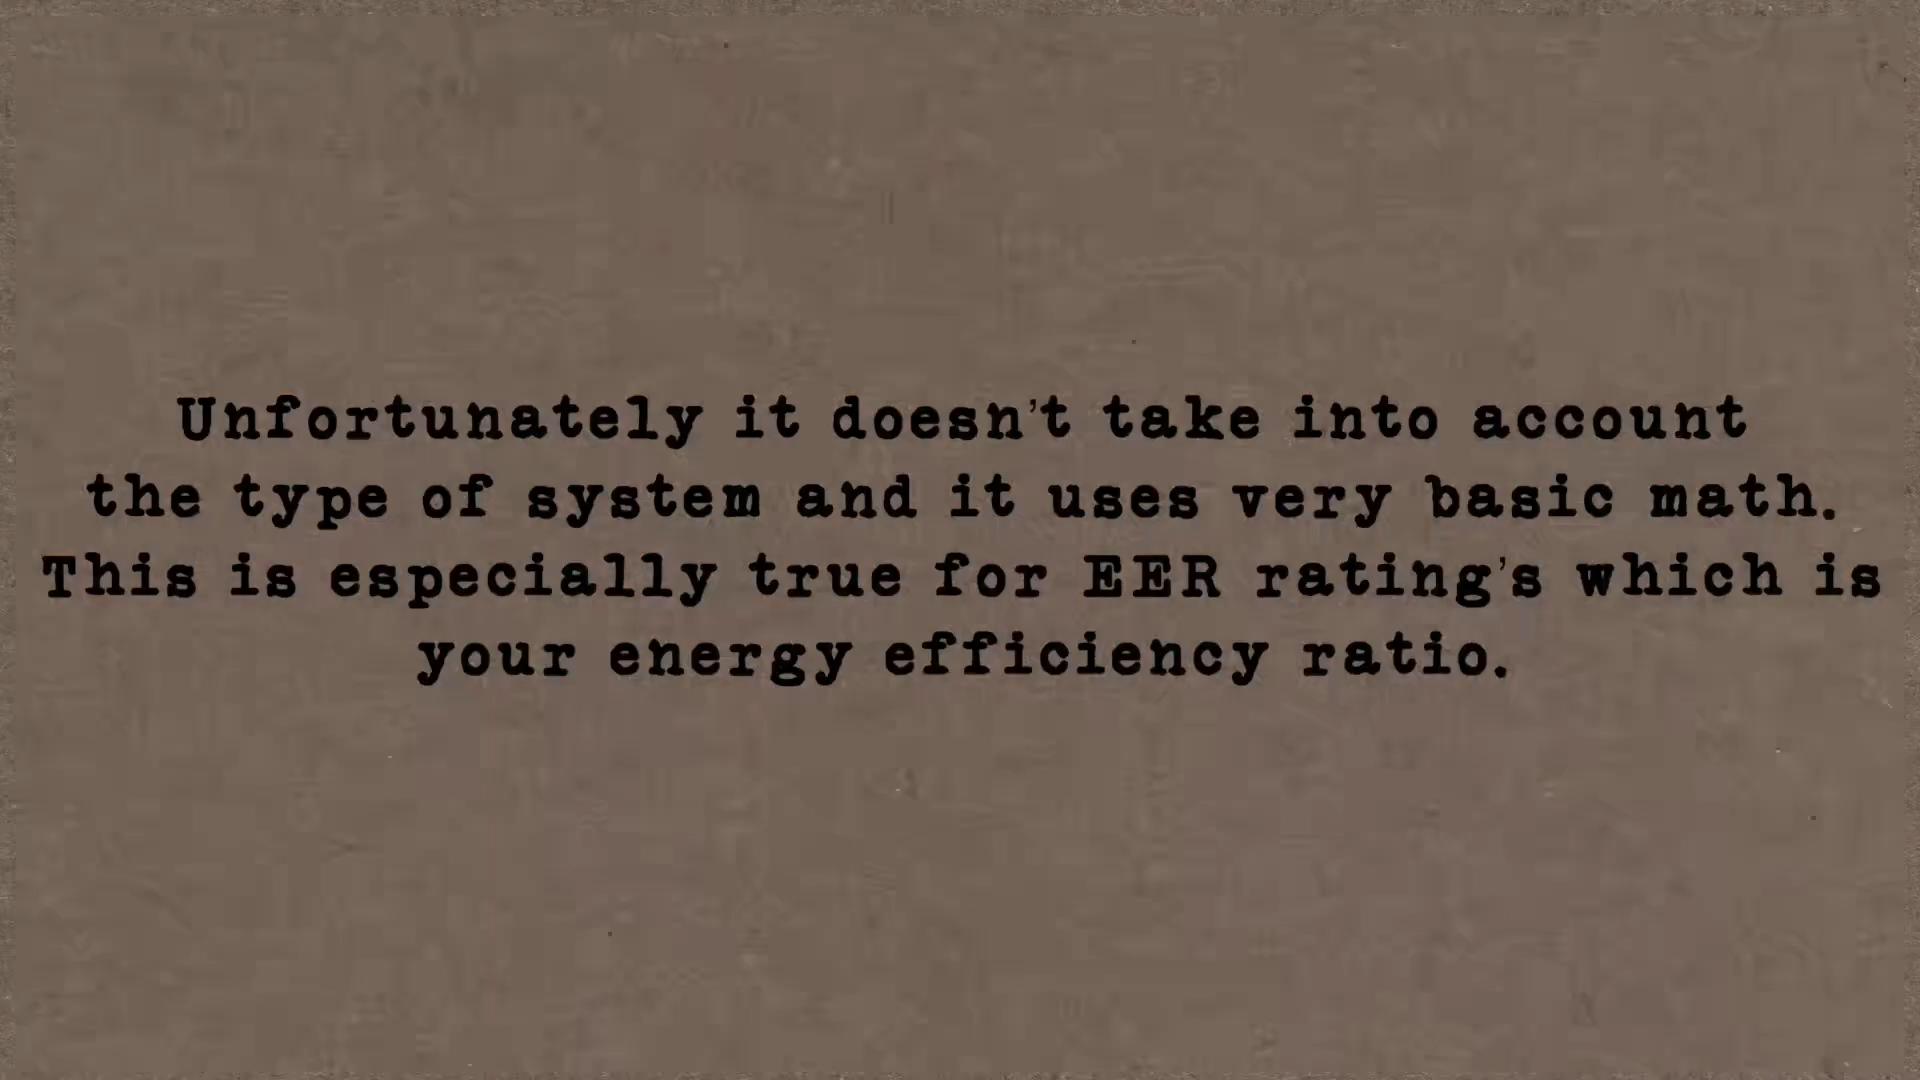 Unfortunately it doesn't take into account
the type of system and it uses very basic math.
This is especially true for EER rating's which is
your energy efficiency ratio.